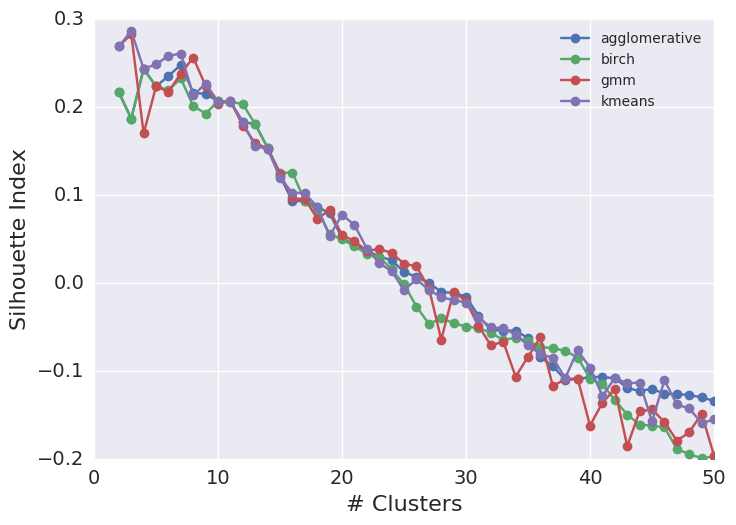 0.3
0.2
0.1
0.0
−0.1
−0.2
Silhouette Index
agglomerative
birch
gmm
kmeans
0 10 20 30 40 50
# Clusters